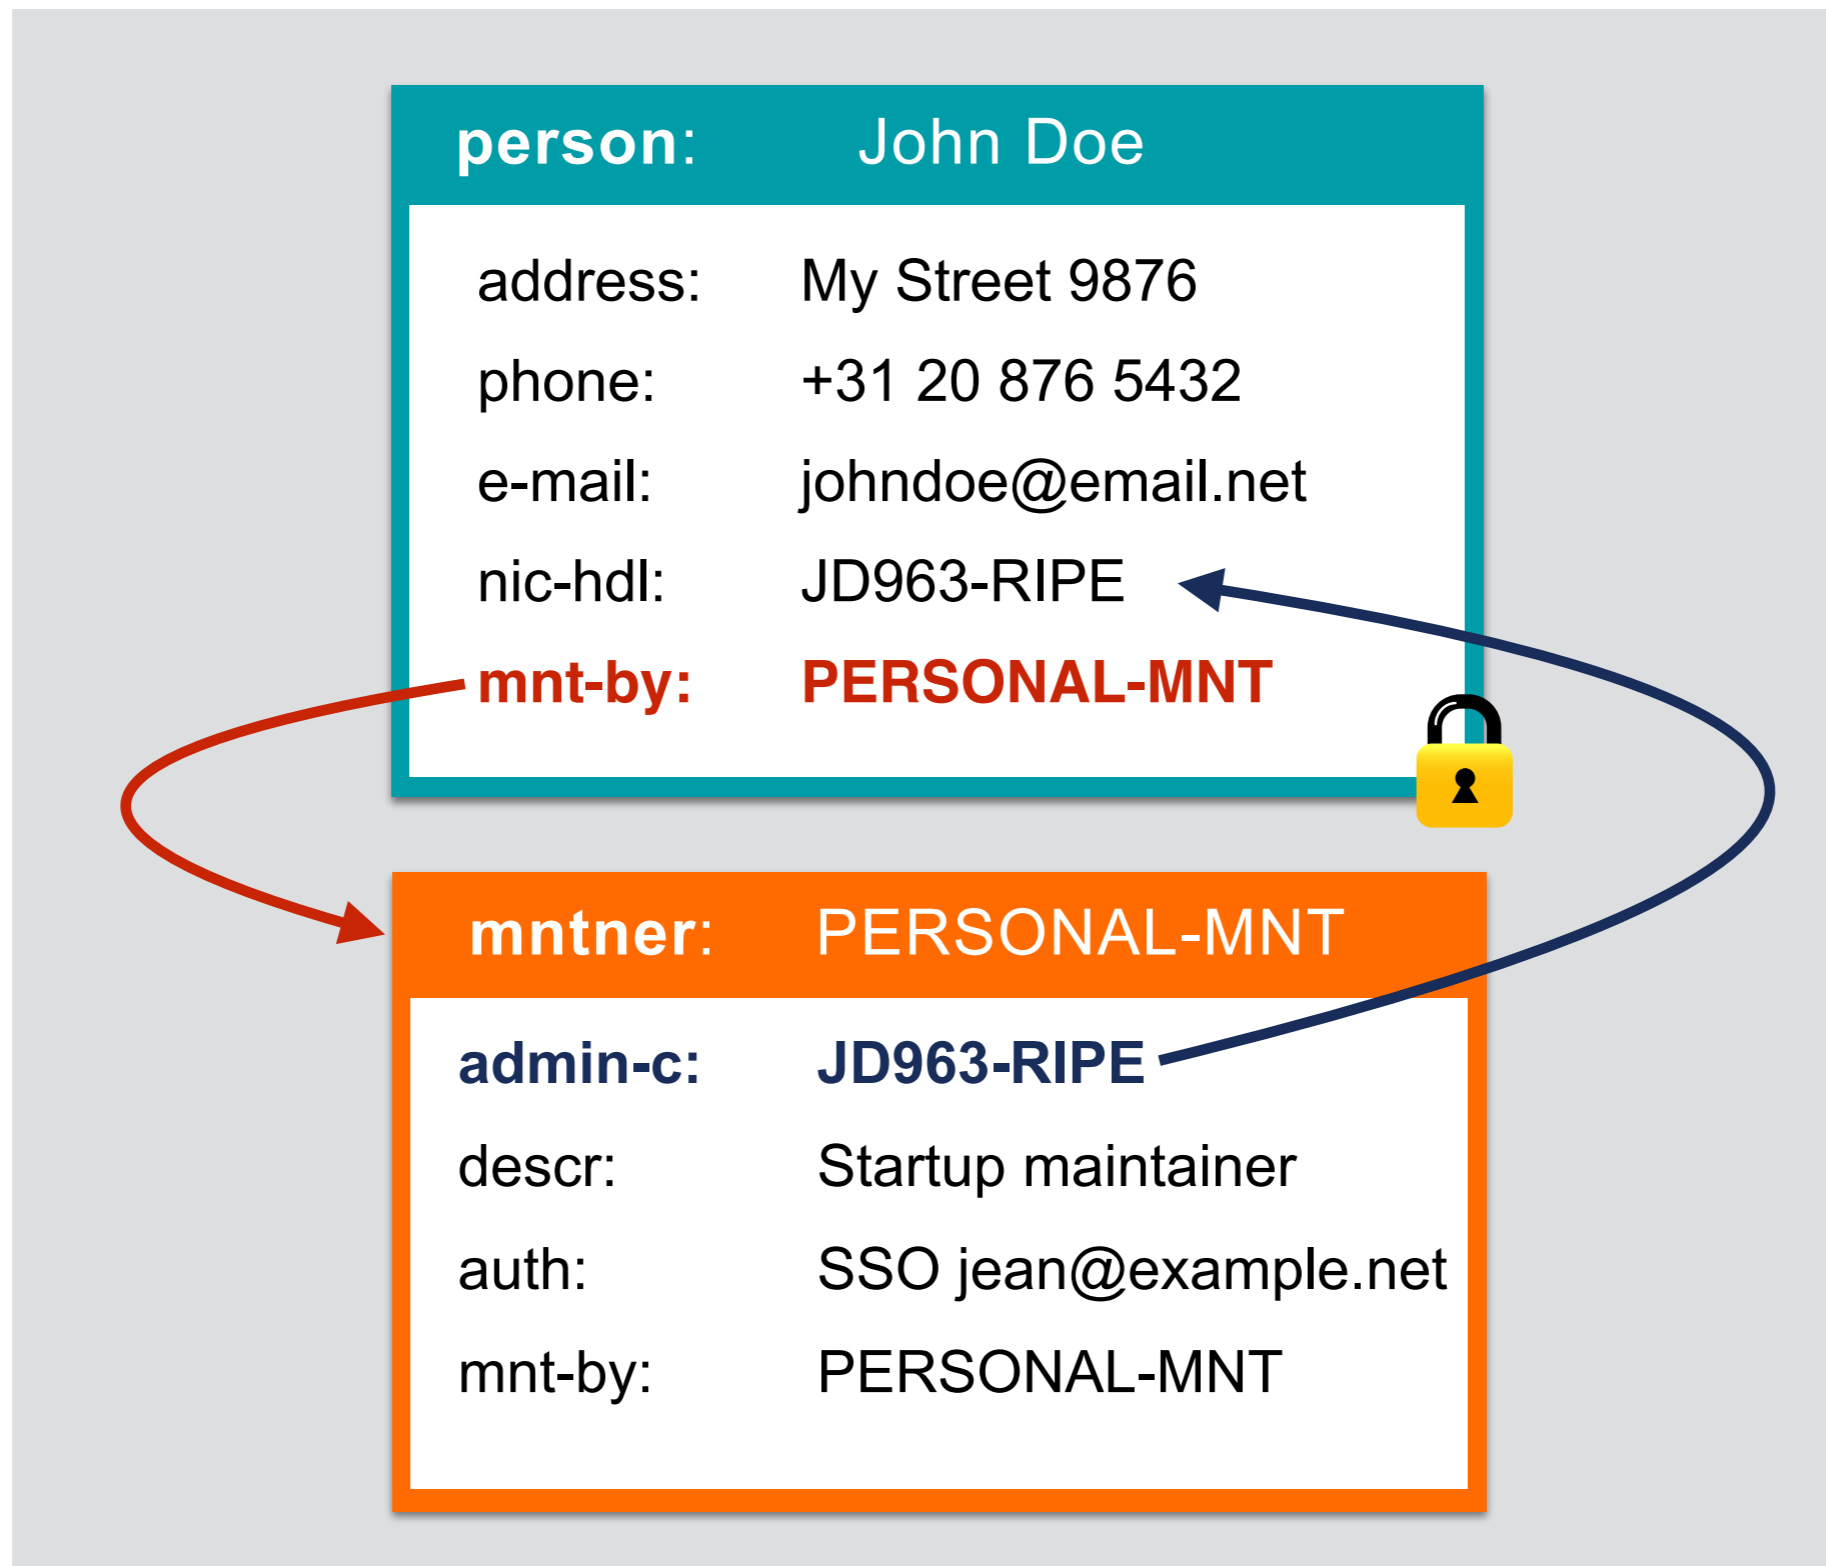 person: John Doe
address: My Street 9876
phone: +31 20 876 5432
e-mail: johndoe@email.net
nic-hdl: JD963-RIPE
mnt-by: PERSONAL-MNT
mntner: PERSONAL-MNT
admin-c: JD963-RIPE
descr: Startup maintainer
auth: SSO jean@example.net
mnt-by: PERSONAL-MNT